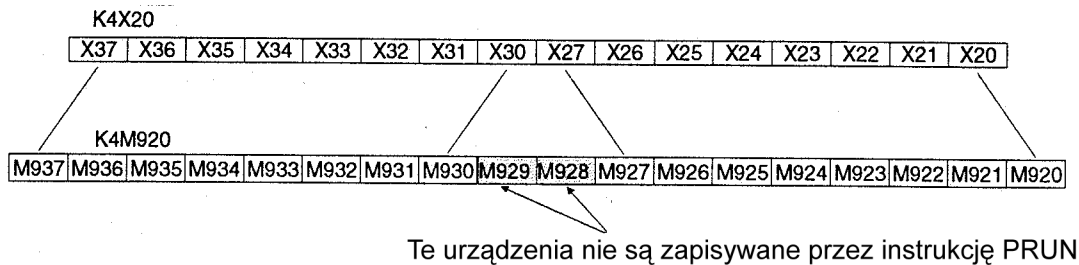 K4X20
X37 X36 X35 X34 X33 X32 X31 X30 X27 X26 X25 X24 X23 X22 X21 X20
K4M920
M937 M936 M935 M934 M933 M932 M931 M930 M929 M928 M927 M926 M925 M924 M923 M922 M921 M920
Te urządzenia nie są zapisywane przez instrukcję PRUN